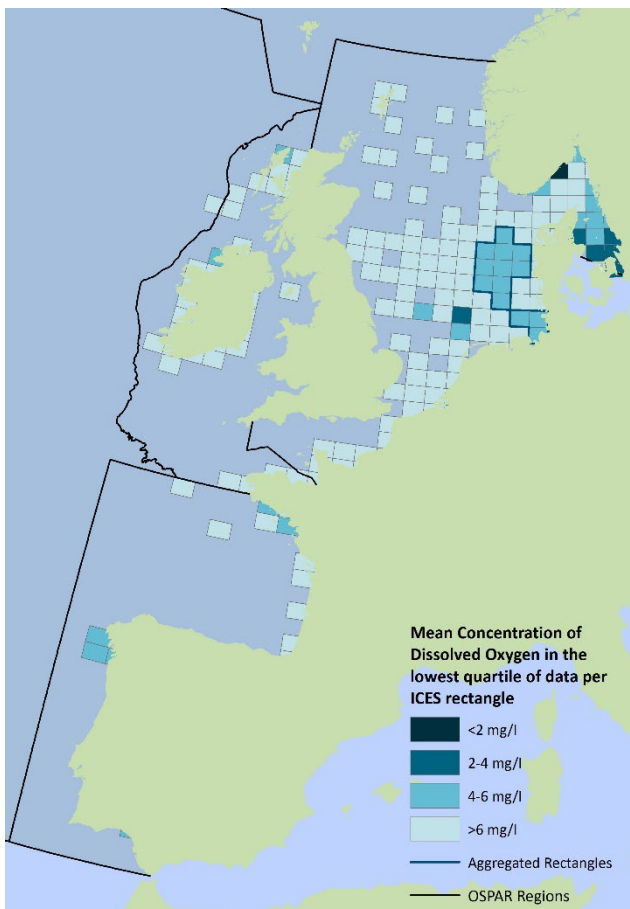 Mean Concentration of
Dissolved Oxygen in the
lowest quartile of data per
ICES rectangle
<2 mg/l
2-4 mg/l
4-6 mg/l
>6 mg/l
Aggregated Rectangles
OSPAR Regions